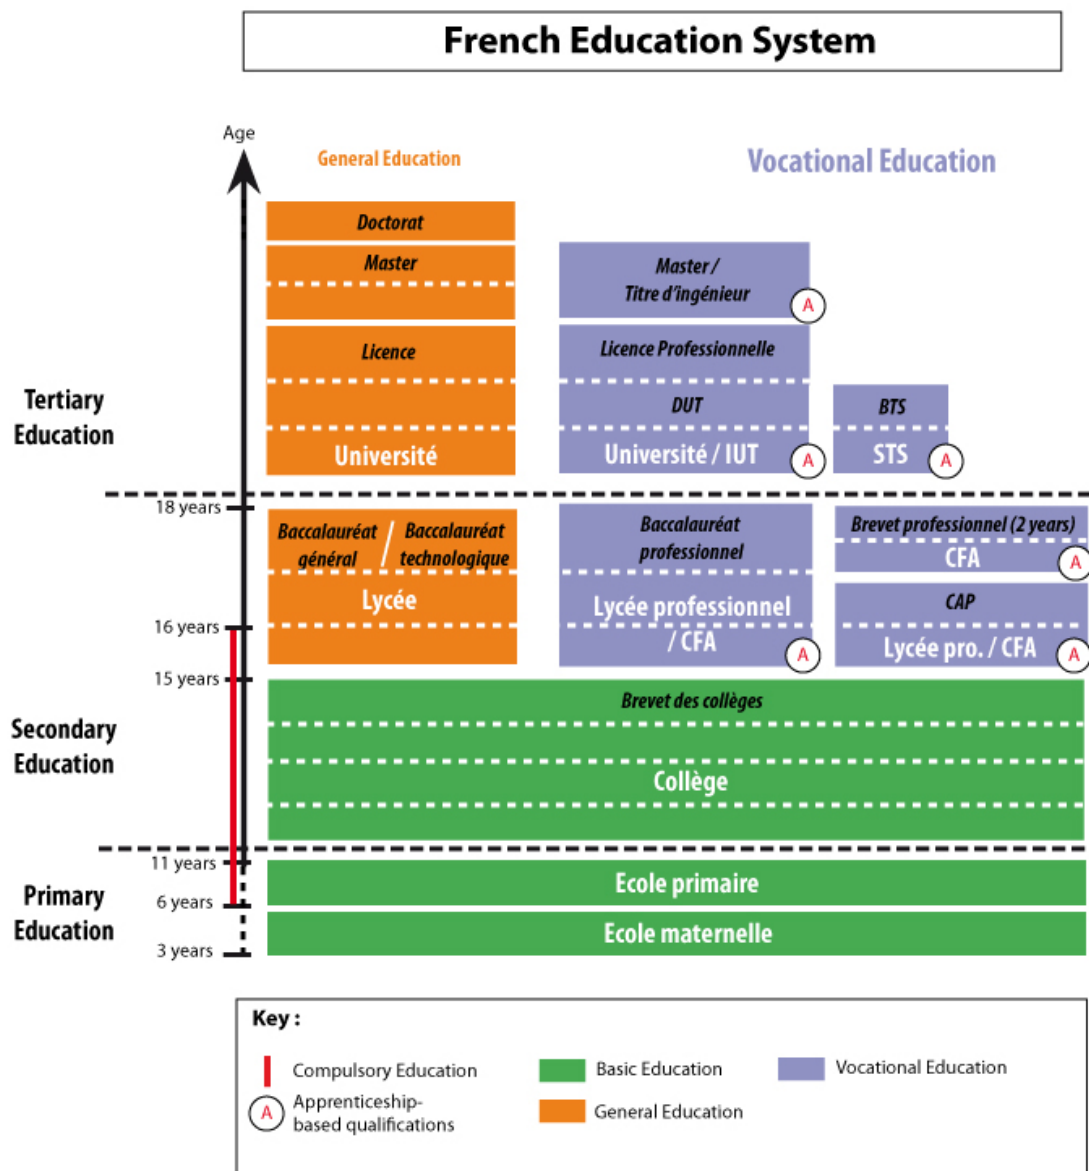 French Education System
Age
General Education
Vocational Education
Doctorat
Master
Master /
Titre d'ingénieur
A
Licence
Licence Professionnelle
Tertiary
Education
DUT
BTS
Université
Université / IUT
A
STS
A
18 years
Baccalauréat
général
/
Baccalauréat
technologique
Baccalauréat
professionnel
Brevet professionnel (2 years)
CFA
A
Lycée
Lycée professionnel
/ CFA
A
CAP
Lycée pro. / CFA
A
16 years
15 years
Brevet des collèges
Secondary
Education
Collège
11 years
Ecole primaire
Primary
Education
6 years
Ecole maternelle
3 years
Key :
Compulsory Education
Basic Education
Vocational Education
A
Apprenticeship-
based qualifications
General Education